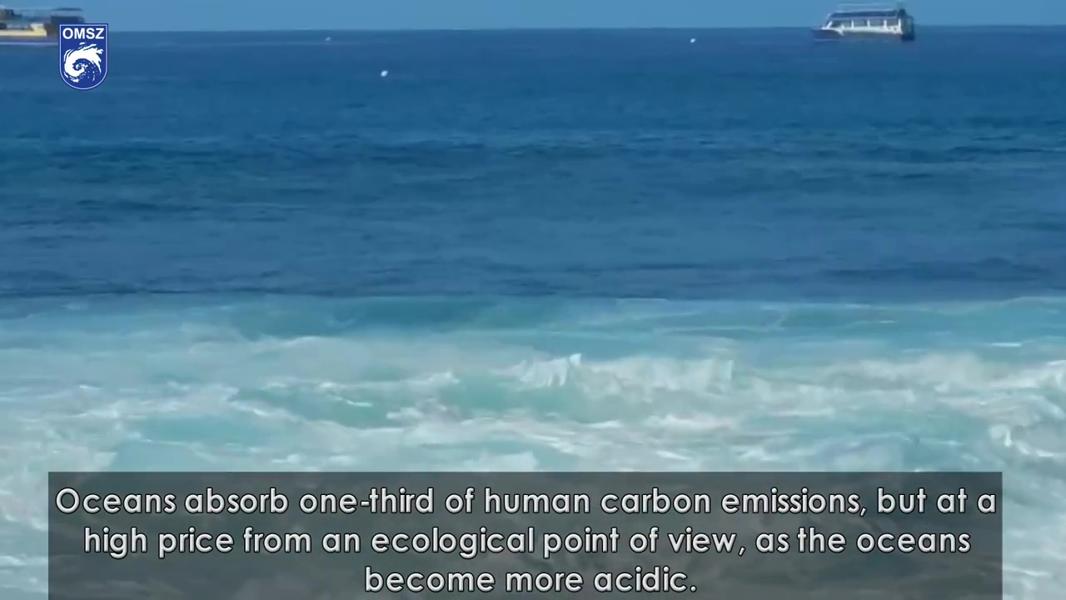 OMSZ
Oceans absorb one-third of human carbon emissions, but at a
high price from an ecological point of view, as the oceans
become more acidic.